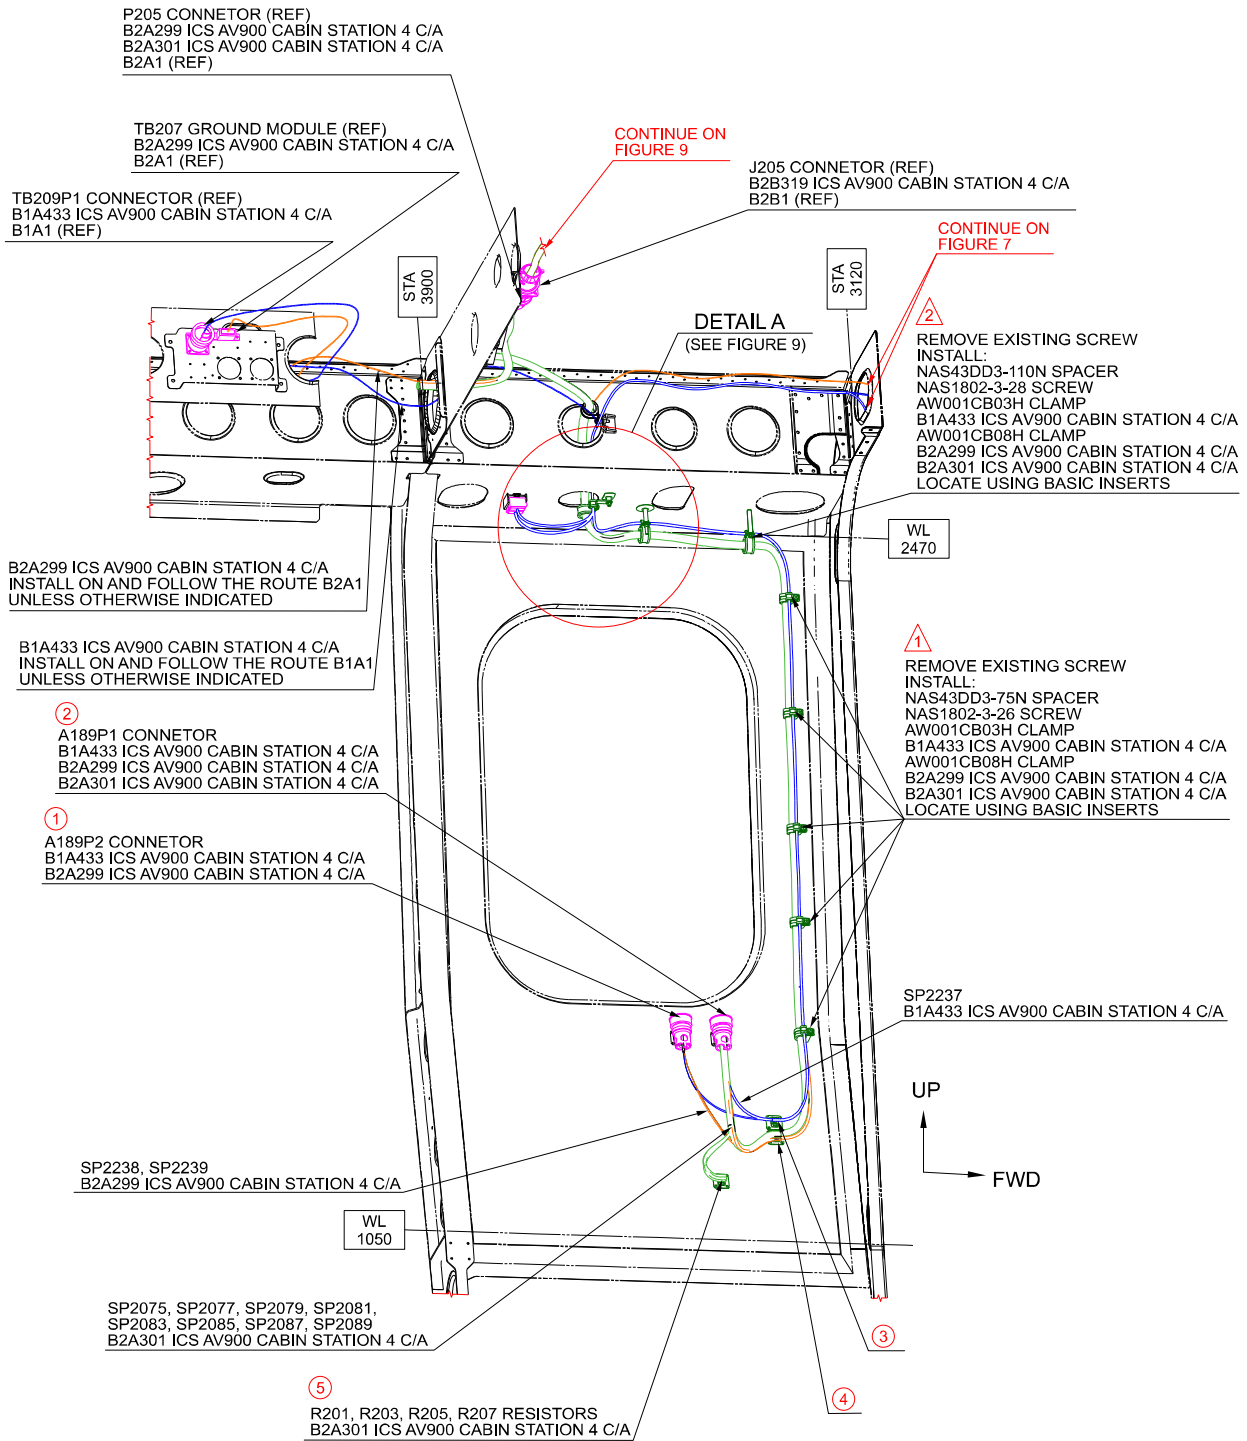 P205 CONNETOR (REF)
B2A299 ICS AV900 CABIN STATION 4 C/A
B2A301 ICS AV900 CABIN STATION 4 C/A
B2A1 (REF)
TB207 GROUND MODULE (REF)
B2A299 ICS AV900 CABIN STATION 4 C/A
B2A1 (REF)
TB209P1 CONNECTOR (REF)
B1A433 ICS AV900 CABIN STATION 4 C/A
B1A1 (REF)
CONTINUE ON
FIGURE 9
J205 CONNETOR (REF)
B2B319 ICS AV900 CABIN STATION 4 C/A
B2B1 (REF)
CONTINUE ON
FIGURE 7
STA
3900
STA
3120
DETAIL A
(SEE FIGURE 9)
2
REMOVE EXISTING SCREW
INSTALL:
NAS43DD3-110N SPACER
NAS1802-3-28 SCREW
AW001CB03H CLAMP
B1A433 ICS AV900 CABIN STATION 4 C/A
AW001CB08H CLAMP
B2A299 ICS AV900 CABIN STATION 4 C/A
B2A301 ICS AV900 CABIN STATION 4 C/A
LOCATE USING BASIC INSERTS
WL
2470
B2A299 ICS AV900 CABIN STATION 4 C/A
INSTALL ON AND FOLLOW THE ROUTE B2A1
UNLESS OTHERWISE INDICATED
B1A433 ICS AV900 CABIN STATION 4 C/A
INSTALL ON AND FOLLOW THE ROUTE B1A1
UNLESS OTHERWISE INDICATED
1
REMOVE EXISTING SCREW
INSTALL:
NAS43DD3-75N SPACER
NAS1802-3-26 SCREW
AW001CB03H CLAMP
B1A433 ICS AV900 CABIN STATION 4 C/A
AW001CB08H CLAMP
B2A299 ICS AV900 CABIN STATION 4 C/A
B2A301 ICS AV900 CABIN STATION 4 C/A
LOCATE USING BASIC INSERTS
2
A189P1 CONNETOR
B1A433 ICS AV900 CABIN STATION 4 C/A
B2A299 ICS AV900 CABIN STATION 4 C/A
B2A301 ICS AV900 CABIN STATION 4 C/A
1
A189P2 CONNETOR
B1A433 ICS AV900 CABIN STATION 4 C/A
B2A299 ICS AV900 CABIN STATION 4 C/A
SP2237
B1A433 ICS AV900 CABIN STATION 4 C/A
UP
FWD
SP2238, SP2239
B2A299 ICS AV900 CABIN STATION 4 C/A
WL
1050
SP2075, SP2077, SP2079, SP2081,
SP2083, SP2085, SP2087, SP2089
B2A301 ICS AV900 CABIN STATION 4 C/A
3
4
5
R201, R203, R205, R207 RESISTORS
B2A301 ICS AV900 CABIN STATION 4 C/A